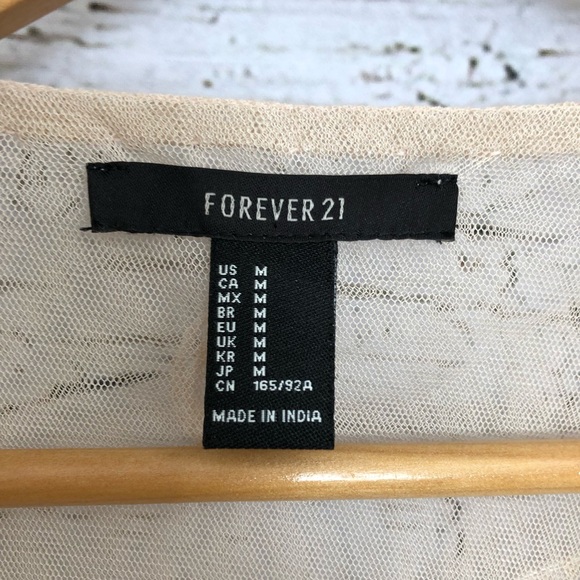 FOREVER 21
US M
CA M
MX M
BR M
EU M
UK M
KR M
JP M
CN 165/92A
MADE IN INDIA